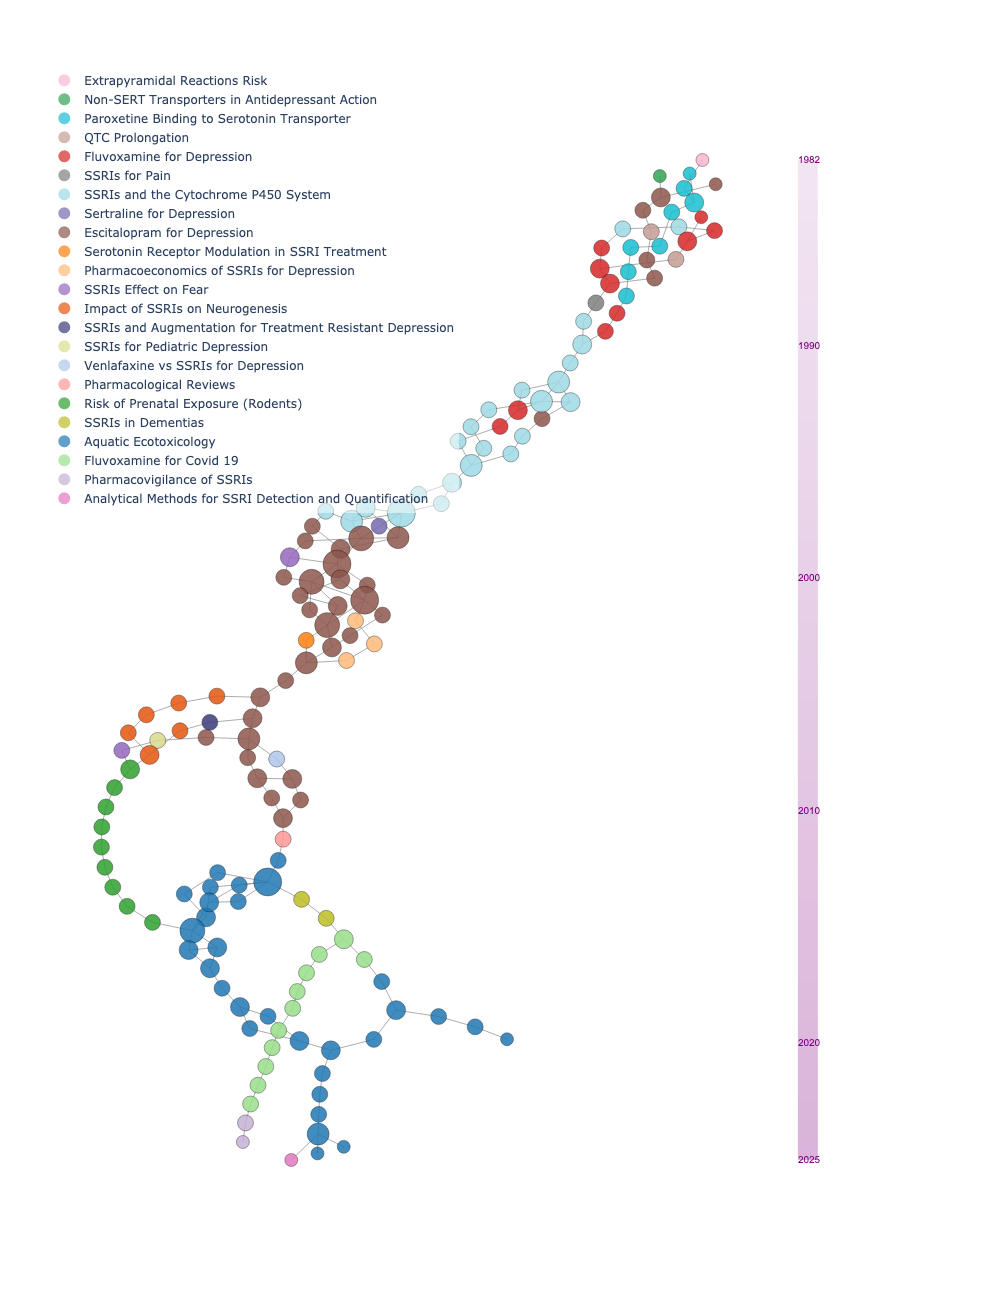 Extrapyramidal Reactions Risk
Non-SERT Transporters in Antidepressant Action
Paroxetine Binding to Serotonin Transporter
QTC Prolongation
Fluvoxamine for Depression
SSRIs for Pain
SSRIs and the Cytochrome P450 System
Sertraline for Depression
Escitalopram for Depression
Serotonin Receptor Modulation in SSRI Treatment
Pharmacoeconomics of SSRIs for Depression
SSRIs Effect on Fear
Impact of SSRIs on Neurogenesis
SSRIs and Augmentation for Treatment Resistant Depression
SSRIs for Pediatric Depression
Venlafaxine vs SSRIs for Depression
Pharmacological Reviews
Risk of Prenatal Exposure (Rodents)
SSRIs in Dementias
Aquatic Ecotoxicology
Fluvoxamine for Covid 19
Pharmacovigilance of SSRIs
Analytical Methods for SSRI Detection and Quantification
1982
1990
2000
2010
2020
2025